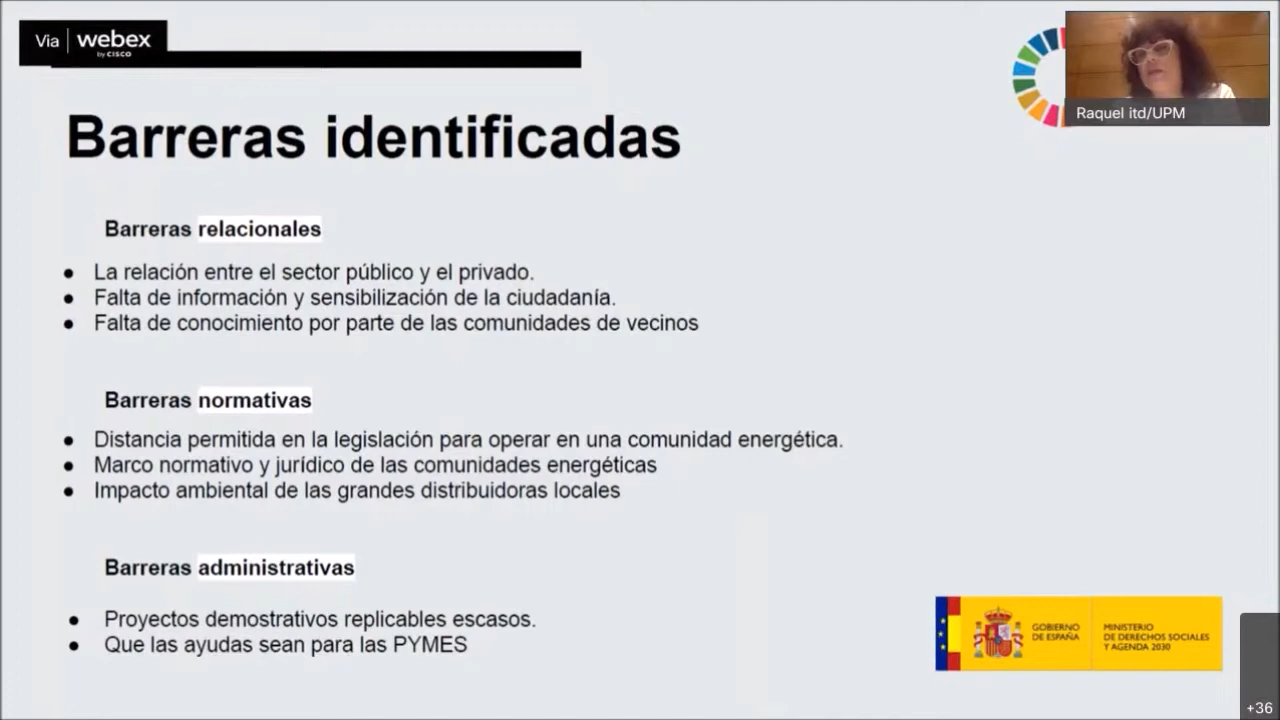 Via webex
by CISCO
Raquel itd/UPM
Barreras identificadas
Barreras relacionales
● La relación entre el sector público y el privado.
● Falta de información y sensibilización de la ciudadanía.
● Falta de conocimiento por parte de las comunidades de vecinos
Barreras normativas
● Distancia permitida en la legislación para operar en una comunidad energética.
● Marco normativo y jurídico de las comunidades energéticas
● Impacto ambiental de las grandes distribuidoras locales
Barreras administrativas
● Proyectos demostrativos replicables escasos.
● Que las ayudas sean para las PYMES
GOBIERNO
DE ESPAÑA
MINISTERIO
DE DERECHOS SOCIALES
Y AGENDA 2030
+36